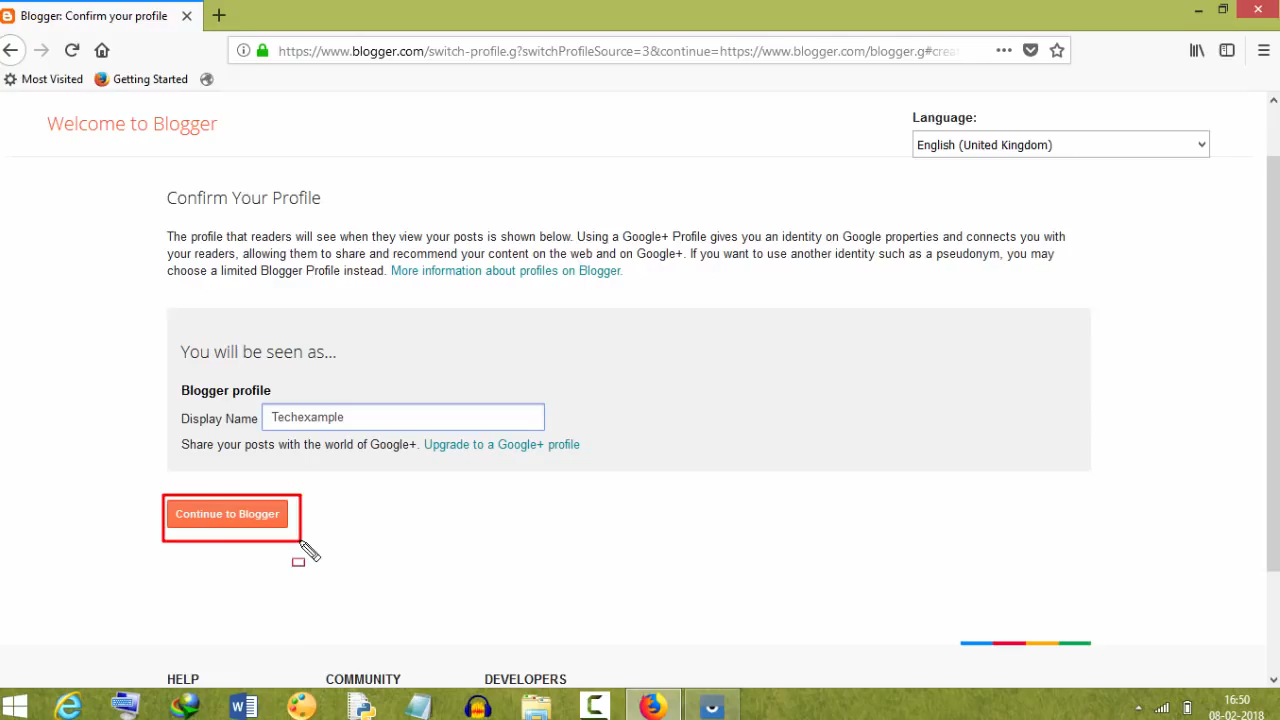 Blogger: Confirm your profile
https://www.blogger.com/switch-profile.g?switchProfileSource=3&continue=https://www.blogger.com/blogger.g#crea
Most Visited
Getting Started
Welcome to Blogger
Language:
English (United Kingdom)
Confirm Your Profile
The profile that readers will see when they view your posts is shown below. Using a Google+ Profile gives you an identity on Google properties and connects you with
your readers, allowing them to share and recommend your content on the web and on Google+. If you want to use another identity such as a pseudonym, you may
choose a limited Blogger Profile instead. More information about profiles on Blogger.
You will be seen as...
Blogger profile
Display Name Techexample
Share your posts with the world of Google+. Upgrade to a Google+ profile
Continue to Blogger
HELP COMMUNITY DEVELOPERS
16:50
08-02-2018